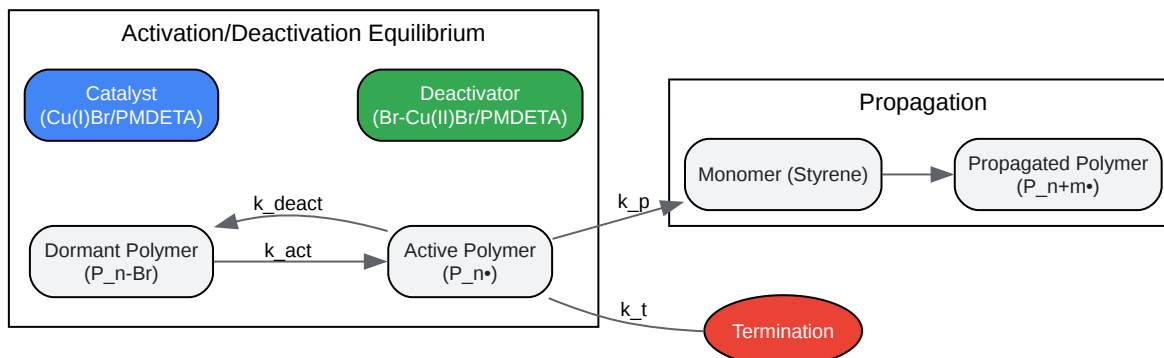 Activation/Deactivation Equilibrium
Catalyst
(Cu(I)Br/PMDETA)
Deactivator
(Br-Cu(II)Br/PMDETA)
Propagation
Monomer (Styrene)
Propagated Polymer
(P_n+m•)
k_deact
k_p
Dormant Polymer
(P_n-Br)
k_act
Active Polymer
(P_n•)
k_t
Termination